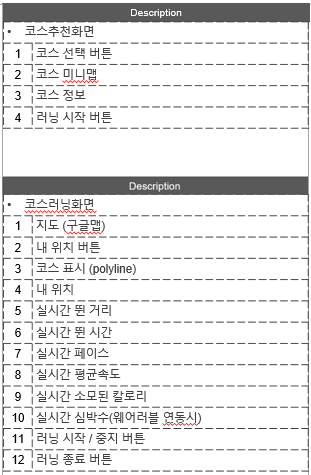 Description
• 코스추천화면
1 코스 선택 버튼
2 코스 미니맵
3 코스 정보
4 러닝 시작 버튼
Description
• 코스러닝화면
1 지도 (구글맵)
2 내 위치 버튼
3 코스 표시 (polyline)
4 내 위치
5 실시간 뛴 거리
6 실시간 뛴 시간
7 실시간 페이스
8 실시간 평균속도
9 실시간 소모된 칼로리
10 실시간 심박수(웨어러블 연동시)
11 러닝 시작 / 중지 버튼
12 러닝 종료 버튼